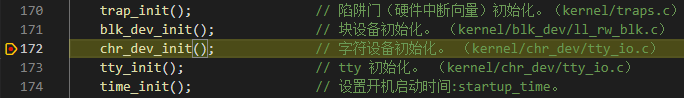 170 trap_init(); // 陷阱门（硬件中断向量）初始化。（kernel/traps.c）
171 blk_dev_init(); // 块设备初始化。 （kernel/blk_dev/ll_rw_blk.c）
172 chr_dev_init(); // 字符设备初始化。 （kernel/chr_dev/tty_io.c）
173 tty_init(); // tty 初始化。 （kernel/chr_dev/tty_io.c）
174 time_init(); // 设置开机启动时间:startup_time。